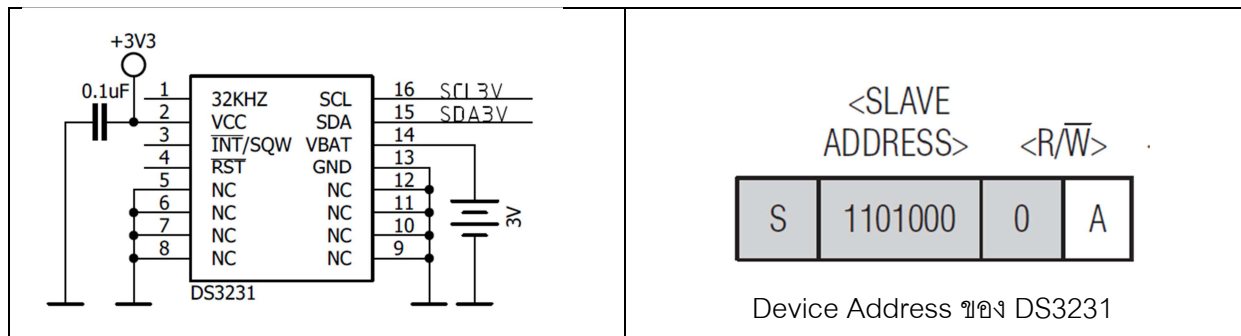 +3V3
0.1uF
1 32KHZ SCL 16 SCL3V
2 VCC SDA 15 SDA3V
3 INT/SQW VBAT 14
4 RST GND 13
5 NC NC 12
6 NC NC 11
7 NC NC 10
8 NC NC 9
3V
DS3231
<SLAVE
ADDRESS> <R/W>
S 1101000 0 A
Device Address ของ DS3231